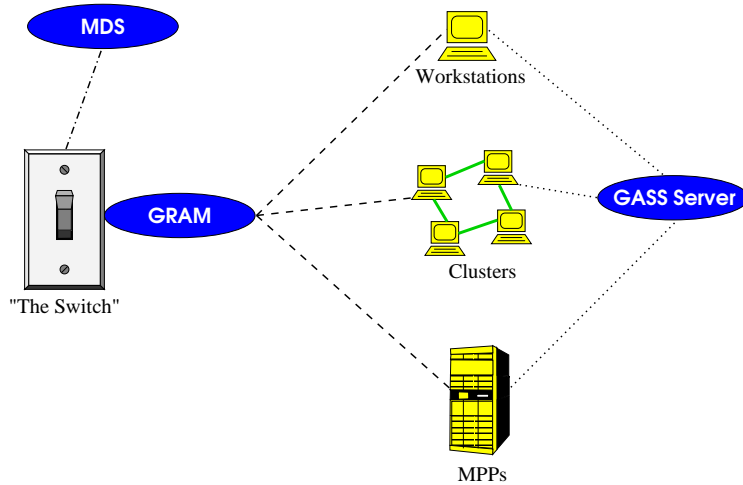 MDS
Workstations
GRAM
GASS Server
Clusters
"The Switch"
MPPs